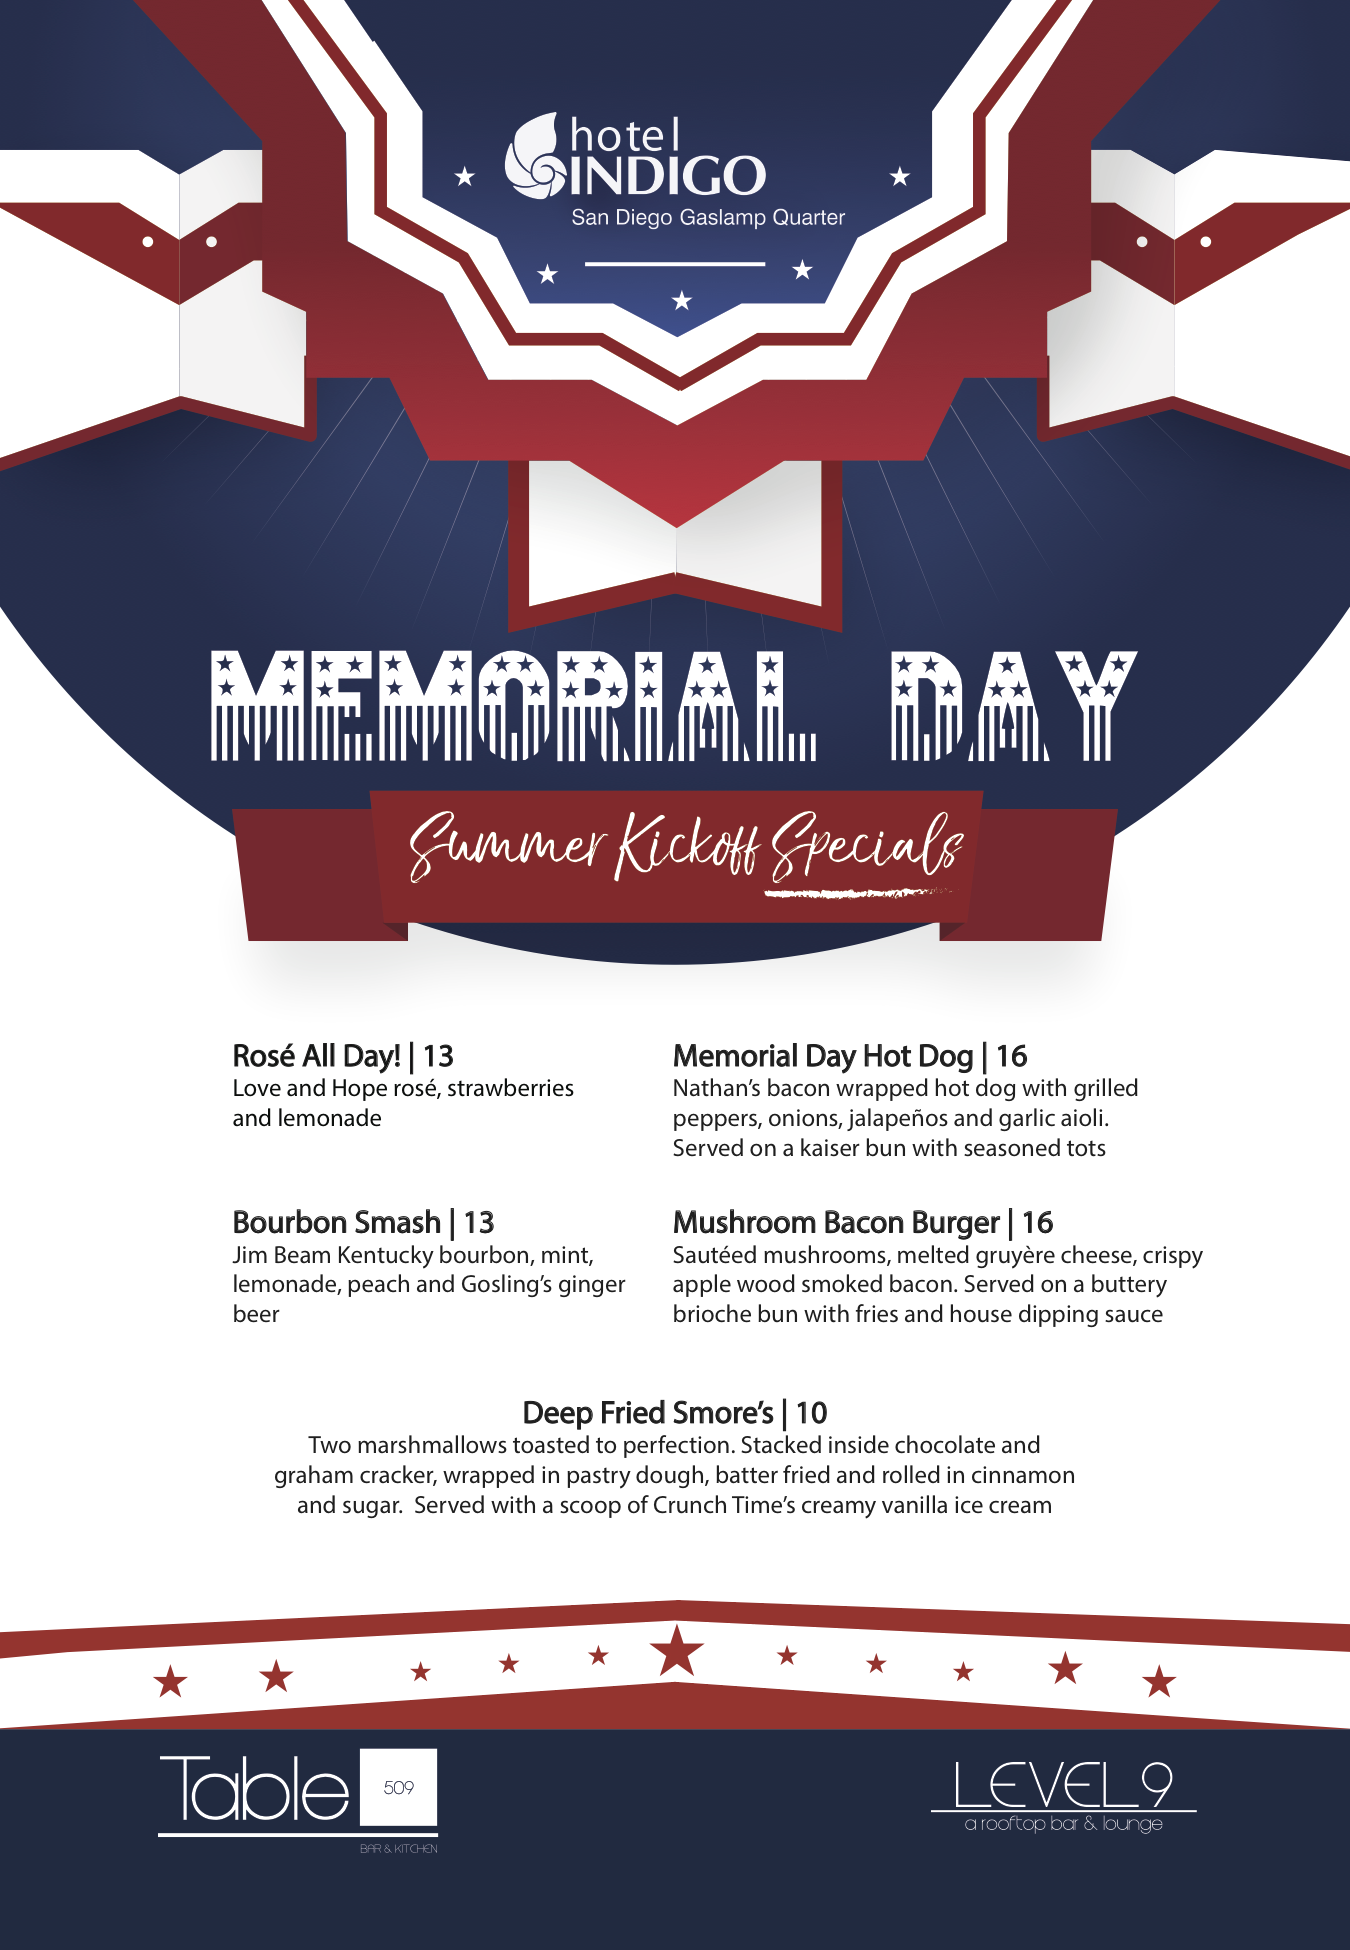 hotel
INDIGO
San Diego Gaslamp Quarter
MEMORIAL DAY
Summer Kickoff Specials
Rosé All Day! | 13
Love and Hope rosé, strawberries
and lemonade
Memorial Day Hot Dog | 16
Nathan’s bacon wrapped hot dog with grilled
peppers, onions, jalapeños and garlic aioli.
Served on a kaiser bun with seasoned tots
Bourbon Smash | 13
Jim Beam Kentucky bourbon, mint,
lemonade, peach and Gosling’s ginger
beer
Mushroom Bacon Burger | 16
Sautéed mushrooms, melted gruyère cheese, crispy
apple wood smoked bacon. Served on a buttery
brioche bun with fries and house dipping sauce
Deep Fried Smore’s | 10
Two marshmallows toasted to perfection. Stacked inside chocolate and
graham cracker, wrapped in pastry dough, batter fried and rolled in cinnamon
and sugar.  Served with a scoop of Crunch Time’s creamy vanilla ice cream
Table 509
BAR & KITCHEN
LEVEL 9
a rooftop bar & lounge